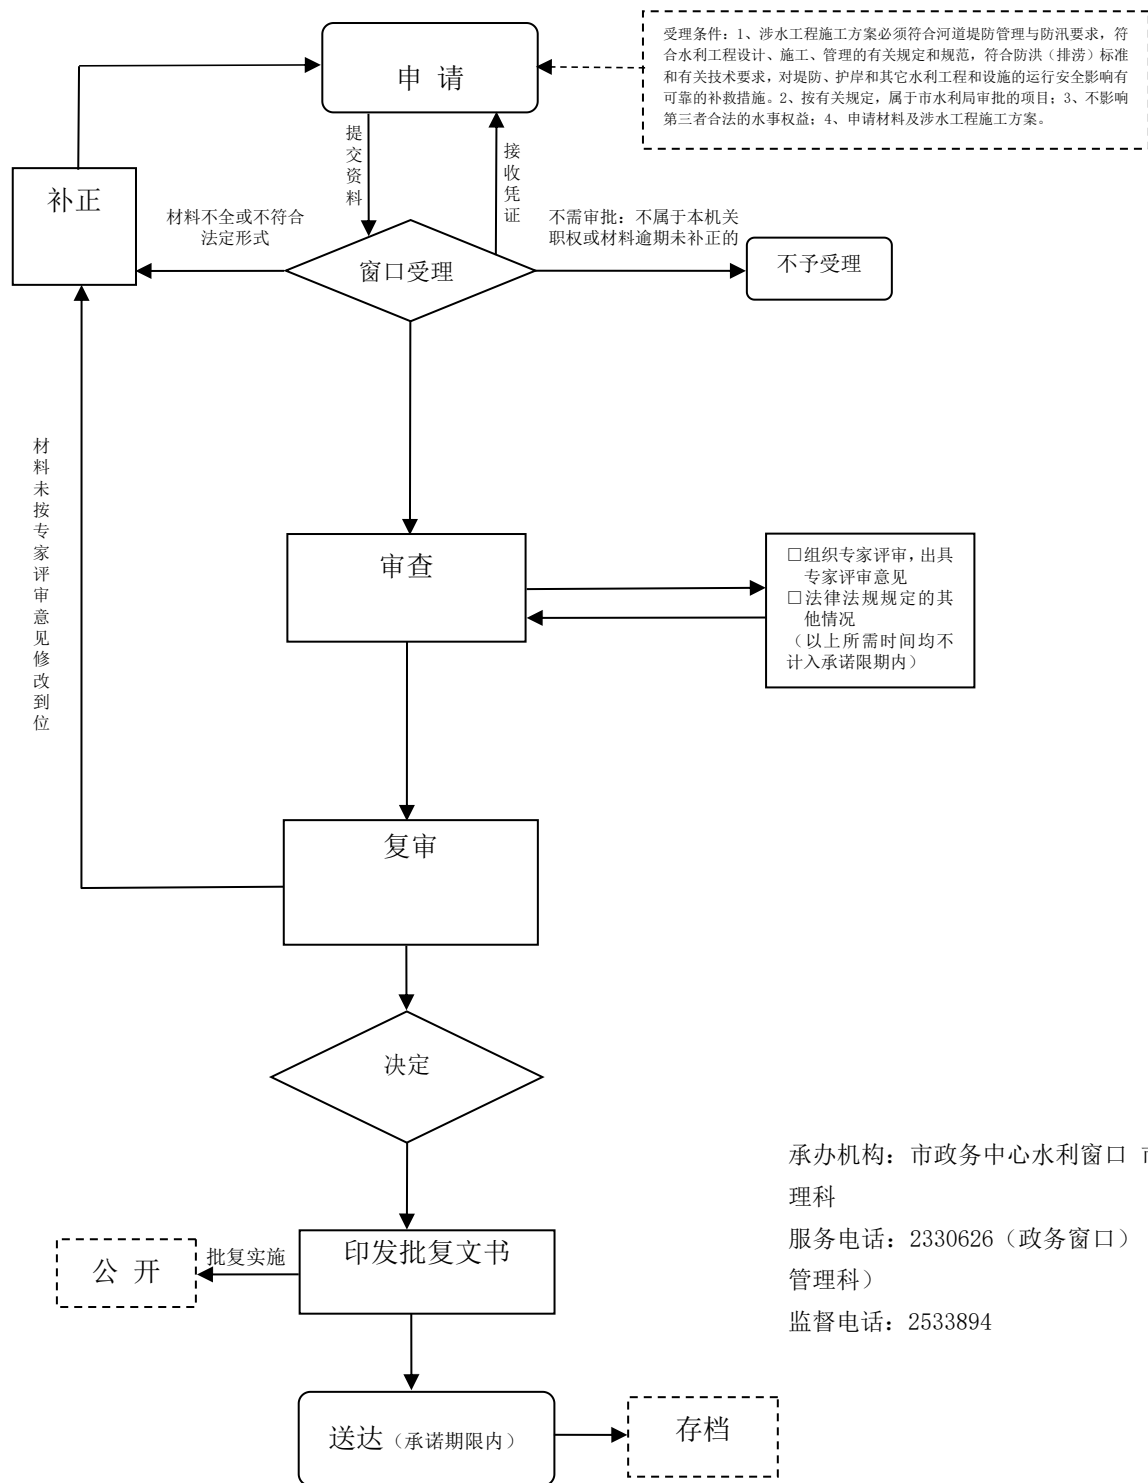 受理条件：1、涉水工程施工方案必须符合河道堤防管理与防汛要求，符
合水利工程设计、施工、管理的有关规定和规范，符合防洪（排涝）标准
和有关技术要求，对堤防、护岸和其它水利工程和设施的运行安全影响有
可靠的补救措施。2、按有关规定，属于市水利局审批的项目；3、不影响
第三者合法的水事权益；4、申请材料及涉水工程施工方案。
申 请
提交资料
接收凭证
补正
材料不全或不符合
法定形式
窗口受理
不需审批：不属于本机关
职权或材料逾期未补正的
不予受理
材料未按专家评审意见修改到位
审查
□组织专家评审，出具
专家评审意见
□法律法规规定的其
他情况
（以上所需时间均不
计入承诺限期内）
复审
决定
承办机构：市政务中心水利窗口
理科
服务电话：2330626（政务窗口）
管理科）
监督电话：2533894
印发批复文书
批复实施
公 开
送达（承诺期限内）
存档